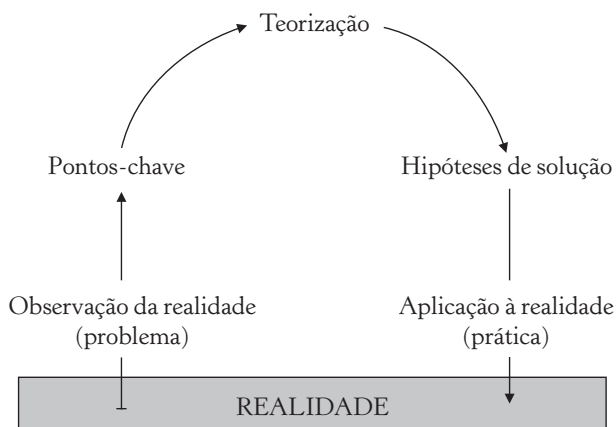 Teorização
Pontos-chave
Hipóteses de solução
Observação da realidade
(problema)
Aplicação à realidade
(prática)
REALIDADE